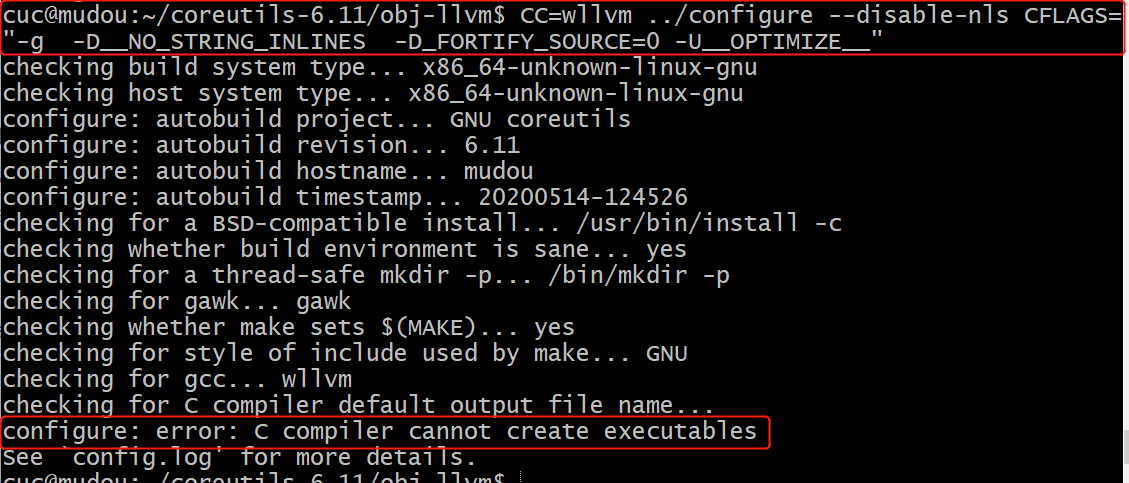 cuc@mudou:~/coreutils-6.11/obj-llvm$ CC=wllvm ../configure --disable-nls CFLAGS=
"-g  -D__NO_STRING_INLINES  -D_FORTIFY_SOURCE=0 -U__OPTIMIZE__"
checking build system type... x86_64-unknown-linux-gnu
checking host system type... x86_64-unknown-linux-gnu
configure: autobuild project... GNU coreutils
configure: autobuild revision... 6.11
configure: autobuild hostname... mudou
configure: autobuild timestamp... 20200514-124526
checking for a BSD-compatible install... /usr/bin/install -c
checking whether build environment is sane... yes
checking for a thread-safe mkdir -p... /bin/mkdir -p
checking for gawk... gawk
checking whether make sets $(MAKE)... yes
checking for style of include used by make... GNU
checking for gcc... wllvm
checking for C compiler default output file name...
configure: error: C compiler cannot create executables
See `config.log' for more details.
cuc@mudou:~/coreutils-6.11/obj-llvm$